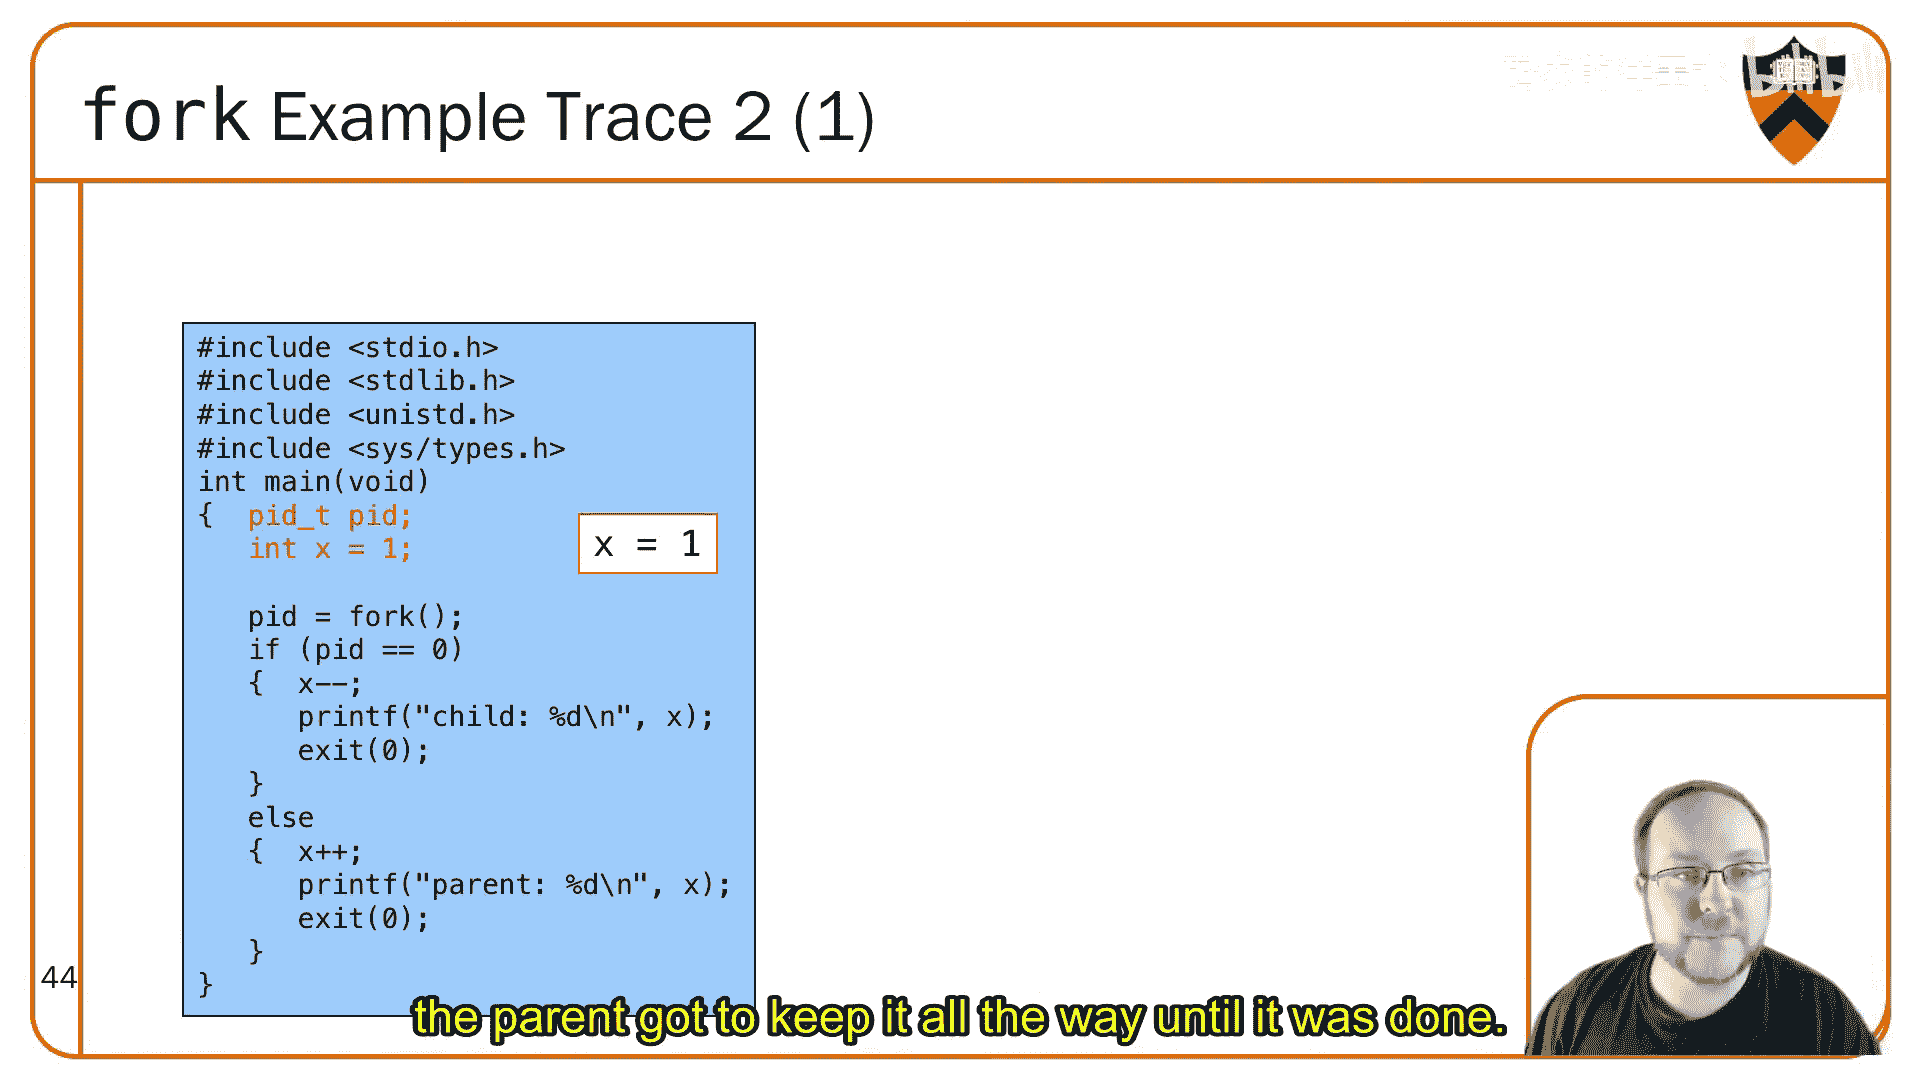 fork Example Trace 2 (1)
#include <stdio.h>
#include <stdlib.h>
#include <unistd.h>
#include <sys/types.h>
int main(void)
{  pid_t pid;
   int x = 1;
x = 1
   pid = fork();
   if (pid == 0)
   {  x--;
      printf("child: %d\n", x);
      exit(0);
   }
   else
   {  x++;
      printf("parent: %d\n", x);
      exit(0);
   }
}
44
the parent got to keep it all the way until it was done.